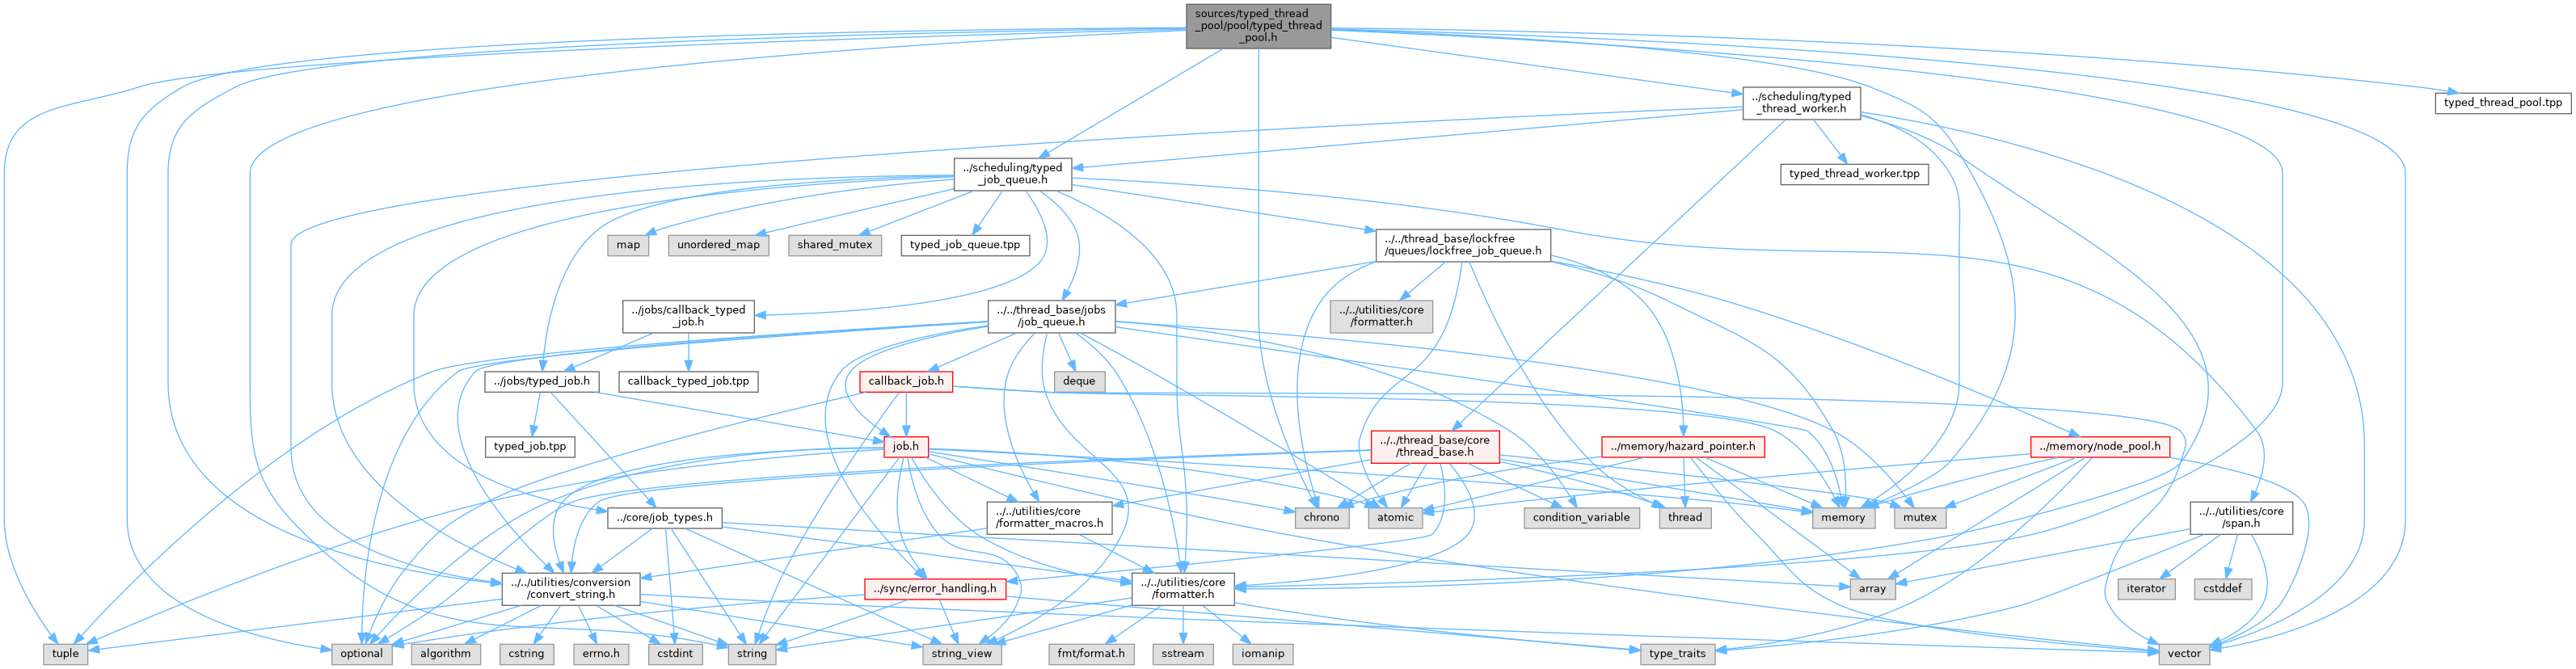 sources/typed_thread
_pool/pool/typed_thread
_pool.h
../scheduling/typed
_thread_worker.h
typed_thread_pool.tpp
../scheduling/typed
_job_queue.h
typed_thread_worker.tpp
map
unordered_map
shared_mutex
typed_job_queue.tpp
../../thread_base/lockfree
/queues/lockfree_job_queue.h
../jobs/callback_typed
_job.h
../../thread_base/jobs
/job_queue.h
../../utilities/core
/formatter.h
../jobs/typed_job.h
callback_typed_job.tpp
callback_job.h
deque
typed_job.tpp
job.h
../../thread_base/core
/thread_base.h
../memory/hazard_pointer.h
../memory/node_pool.h
../core/job_types.h
../../utilities/core
/formatter_macros.h
chrono
atomic
condition_variable
thread
memory
mutex
../../utilities/core
/span.h
../../utilities/conversion
/convert_string.h
../sync/error_handling.h
../../utilities/core
/formatter.h
array
iterator
cstddef
tuple
optional
algorithm
cstring
errno.h
cstdint
string
string_view
fmt/format.h
sstream
iomanip
type_traits
vector